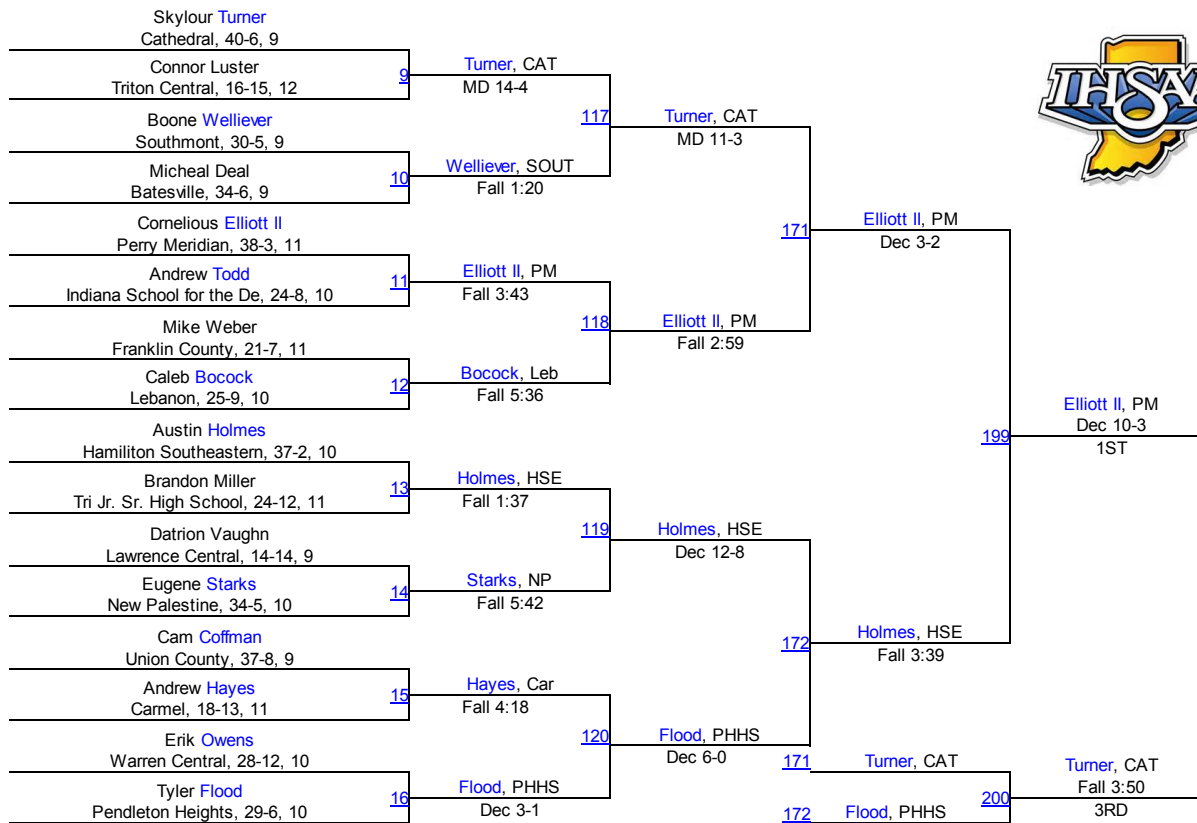 Skylour Turner
Cathedral, 40-6, 9
Connor Luster
Triton Central, 16-15, 12
9
Turner, CAT
MD 14-4
Boone Welliever
Southmont, 30-5, 9
Micheal Deal
Batesville, 34-6, 9
10
Welliever, SOUT
Fall 1:20
117
Turner, CAT
MD 11-3
Cornelious Elliott II
Perry Meridian, 38-3, 11
Andrew Todd
Indiana School for the De, 24-8, 10
11
Elliott II, PM
Fall 3:43
Mike Weber
Franklin County, 21-7, 11
Caleb Bocock
Lebanon, 25-9, 10
12
Bocock, Leb
Fall 5:36
118
Elliott II, PM
Fall 2:59
171
Elliott II, PM
Dec 3-2
Austin Holmes
Hamiliton Southeastern, 37-2, 10
Brandon Miller
Tri Jr. Sr. High School, 24-12, 11
13
Holmes, HSE
Fall 1:37
Datrion Vaughn
Lawrence Central, 14-14, 9
Eugene Starks
New Palestine, 34-5, 10
14
Starks, NP
Fall 5:42
119
Holmes, HSE
Dec 12-8
Cam Coffman
Union County, 37-8, 9
Andrew Hayes
Carmel, 18-13, 11
15
Hayes, Car
Fall 4:18
Erik Owens
Warren Central, 28-12, 10
Tyler Flood
Pendleton Heights, 29-6, 10
16
Flood, PHHS
Dec 3-1
120
Flood, PHHS
Dec 6-0
172
Holmes, HSE
Fall 3:39
199
Elliott II, PM
Dec 10-3
1ST
171
Turner, CAT
172
Flood, PHHS
200
Turner, CAT
Fall 3:50
3RD
IHSAA